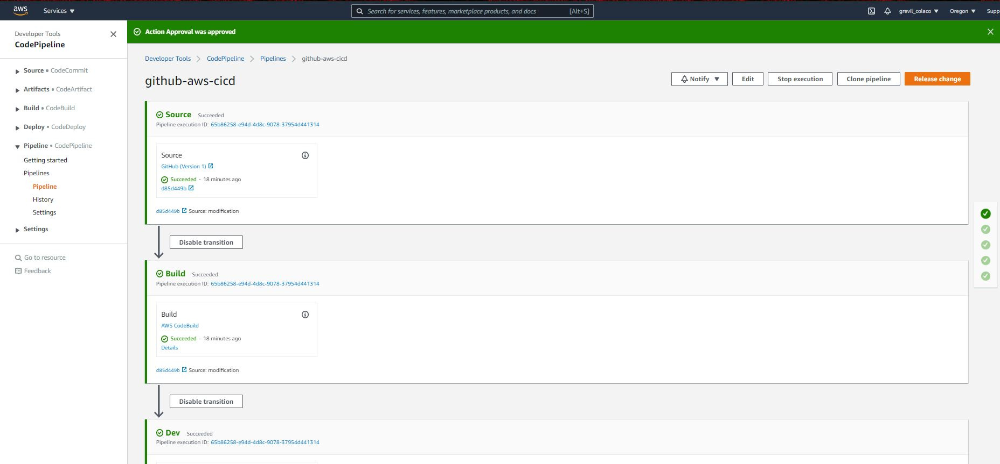 aws Services Search for services, features, marketplace products, and docs [Alt+S] grevil_colaco Oregon Supp
Developer Tools
CodePipeline
Source • CodeCommit
Artifacts • CodeArtifact
Build • CodeBuild
Deploy • CodeDeploy
Pipeline • CodePipeline
Getting started
Pipelines
Pipeline
History
Settings
Settings
Go to resource
Feedback
Action Approval was approved
Developer Tools CodePipeline Pipelines github-aws-cicd
github-aws-cicd
Notify Edit Stop execution Clone pipeline Release change
Source Succeeded
Pipeline execution ID: 65b86258-e94d-4d8c-9078-37954d441314
Source
GitHub (Version 1)
Succeeded - 18 minutes ago
d85d449b
d85d449b Source: modification
Disable transition
Build Succeeded
Pipeline execution ID: 65b86258-e94d-4d8c-9078-37954d441314
Build
AWS CodeBuild
Succeeded - 18 minutes ago
Details
d85d449b Source: modification
Disable transition
Dev Succeeded
Pipeline execution ID: 65b86258-e94d-4d8c-9078-37954d441314